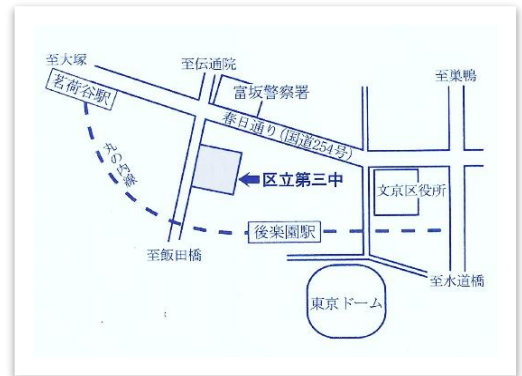 至大塚
至伝通院
至巣鴨
茗荷谷駅
富坂警察署
春日通り(国道254号)
丸の内線
区立第三中
文京区役所
後楽園駅
至飯田橋
至水道橋
東京ドーム